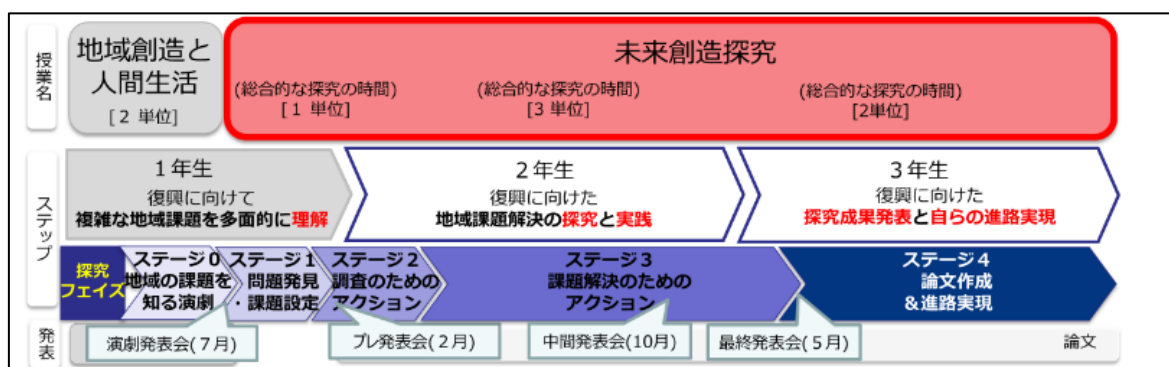 授業名
地域創造と
人間生活
[2 単位]
未来創造探究
(総合的な探究の時間)
[1 単位]
(総合的な探究の時間)
[3 単位]
(総合的な探究の時間)
[2単位]
ステップ
1年生
復興に向けて
複雑な地域課題を多面的に理解
2年生
復興に向けた
地域課題解決の探究と実践
3年生
復興に向けた
探究成果発表と自らの進路実現
探究
フェイズ
ステージ0
地域の課題を
知る演劇
ステージ1
問題発見
・課題設定
ステージ2
調査のための
アクション
ステージ3
課題解決のための
アクション
ステージ4
論文作成
&進路実現
発表
演劇発表会(7月)
プレ発表会(2月)
中間発表会(10月)
最終発表会(5月)
論文